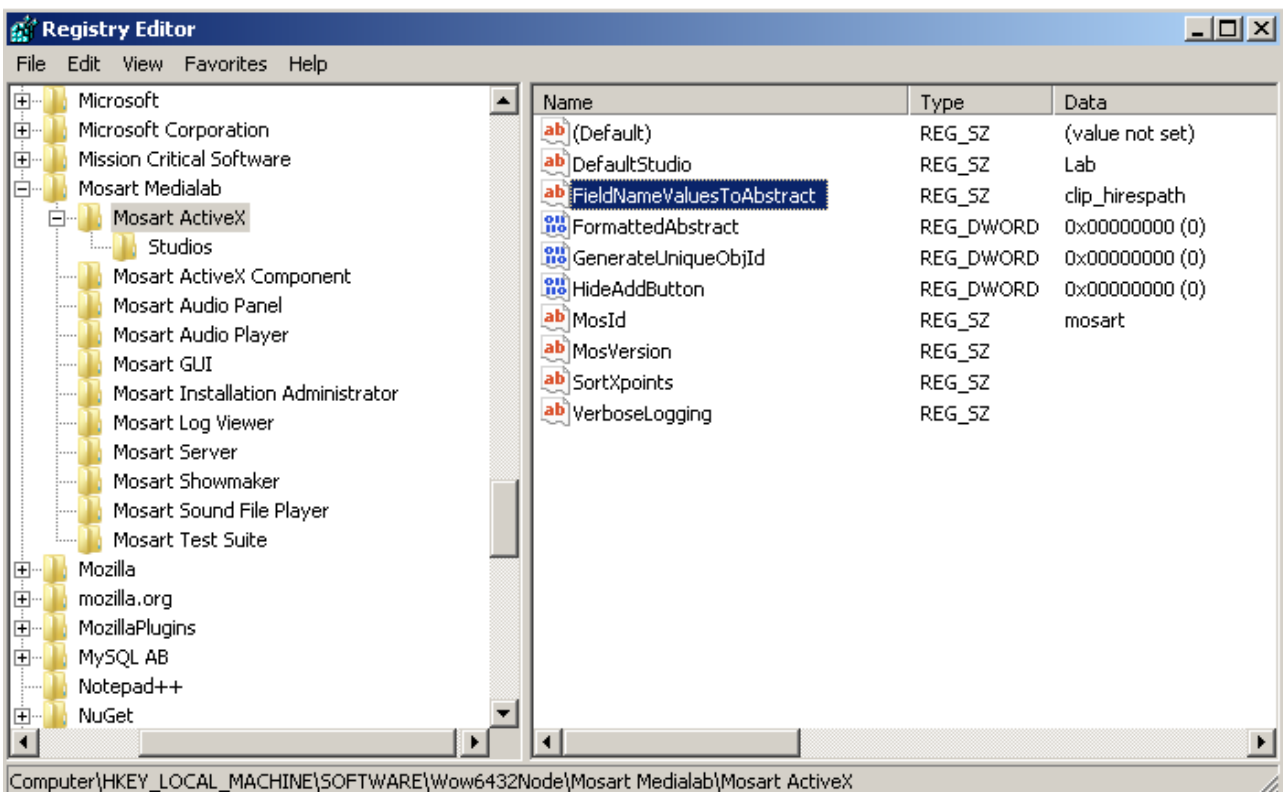 Registry Editor
File Edit View Favorites Help
Microsoft
Microsoft Corporation
Mission Critical Software
Mosart Medialab
Mosart ActiveX
Studios
Mosart ActiveX Component
Mosart Audio Panel
Mosart Audio Player
Mosart GUI
Mosart Installation Administrator
Mosart Log Viewer
Mosart Server
Mosart Showmaker
Mosart Sound File Player
Mosart Test Suite
Mozilla
mozilla.org
MozillaPlugins
MySQL AB
Notepad++
NuGet
Name Type Data
(Default) REG_SZ (value not set)
DefaultStudio REG_SZ Lab
FieldNameValuesToAbstract REG_SZ clip_hirespath
FormattedAbstract REG_DWORD 0x00000000 (0)
GenerateUniqueObjId REG_DWORD 0x00000000 (0)
HideAddButton REG_DWORD 0x00000000 (0)
MosId REG_SZ mosart
MosVersion REG_SZ
SortXpoints REG_SZ
VerboseLogging REG_SZ
Computer\HKEY_LOCAL_MACHINE\SOFTWARE\Wow6432Node\Mosart Medialab\Mosart ActiveX